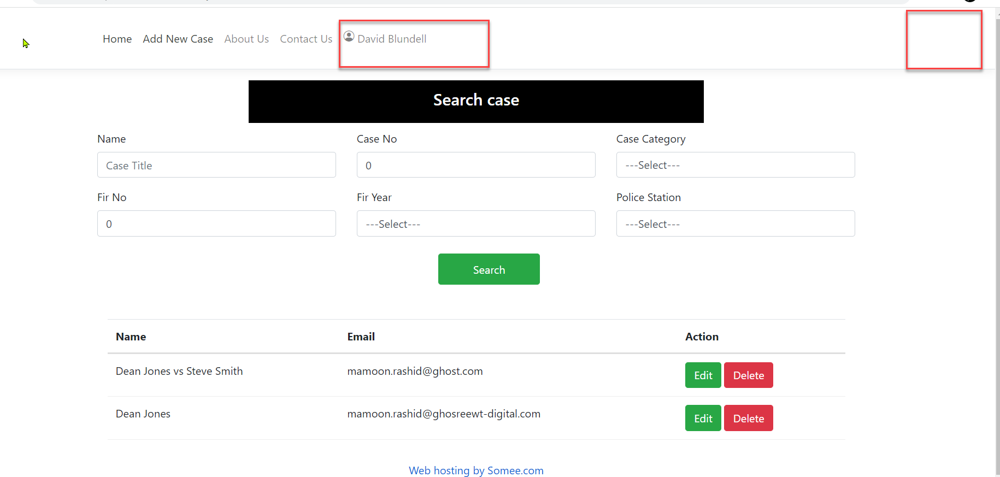 Home Add New Case About Us Contact Us David Blundell
Search case
Name Case No Case Category
Case Title 0 ---Select---
Fir No Fir Year Police Station
0 ---Select--- ---Select---
Search
Name Email Action
Dean Jones vs Steve Smith mamoon.rashid@ghost.com Edit Delete
Dean Jones mamoon.rashid@ghosreewt-digital.com Edit Delete
Web hosting by Somee.com